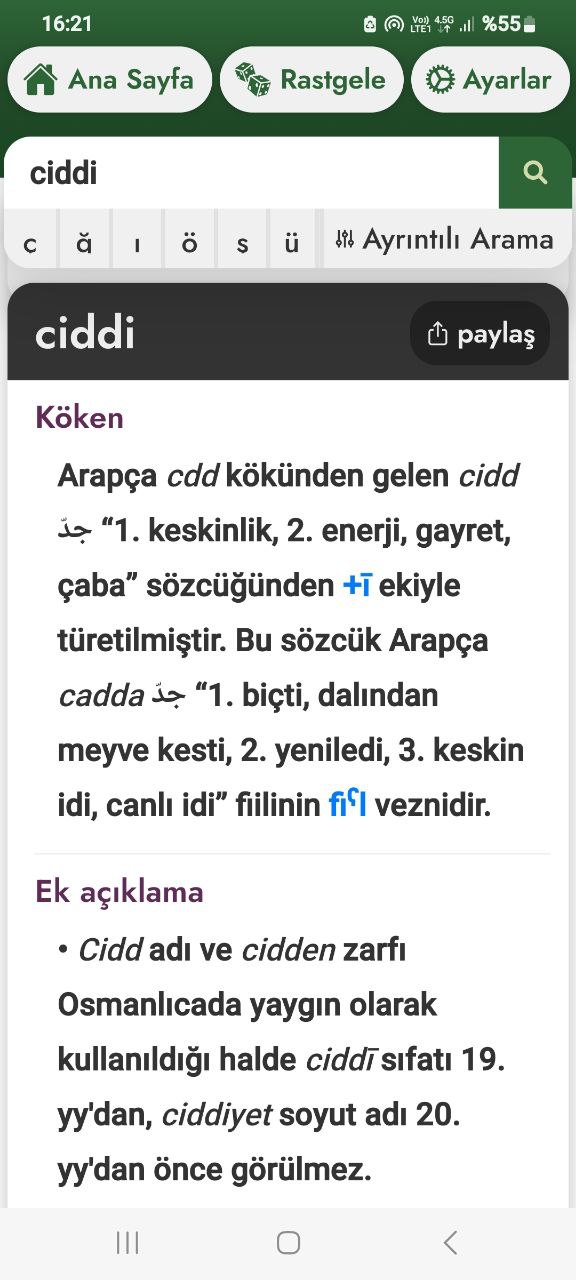 16:21
Vo)) LTE1 4.5G %55
Ana Sayfa Rastgele Ayarlar
ciddi
c ă ı ö s ü Ayrıntılı Arama
ciddi paylaş
Köken
Arapça cdd kökünden gelen cidd
جدّ “1. keskinlik, 2. enerji, gayret,
çaba” sözcüğünden +ī ekiyle
türetilmiştir. Bu sözcük Arapça
cadda جدّ “1. biçti, dalından
meyve kesti, 2. yeniledi, 3. keskin
idi, canlı idi” fiilinin fiˁl veznidir.
Ek açıklama
• Cidd adı ve cidden zarfı
Osmanlıcada yaygın olarak
kullanıldığı halde ciddī sıfatı 19.
yy'dan, ciddiyet soyut adı 20.
yy'dan önce görülmez.